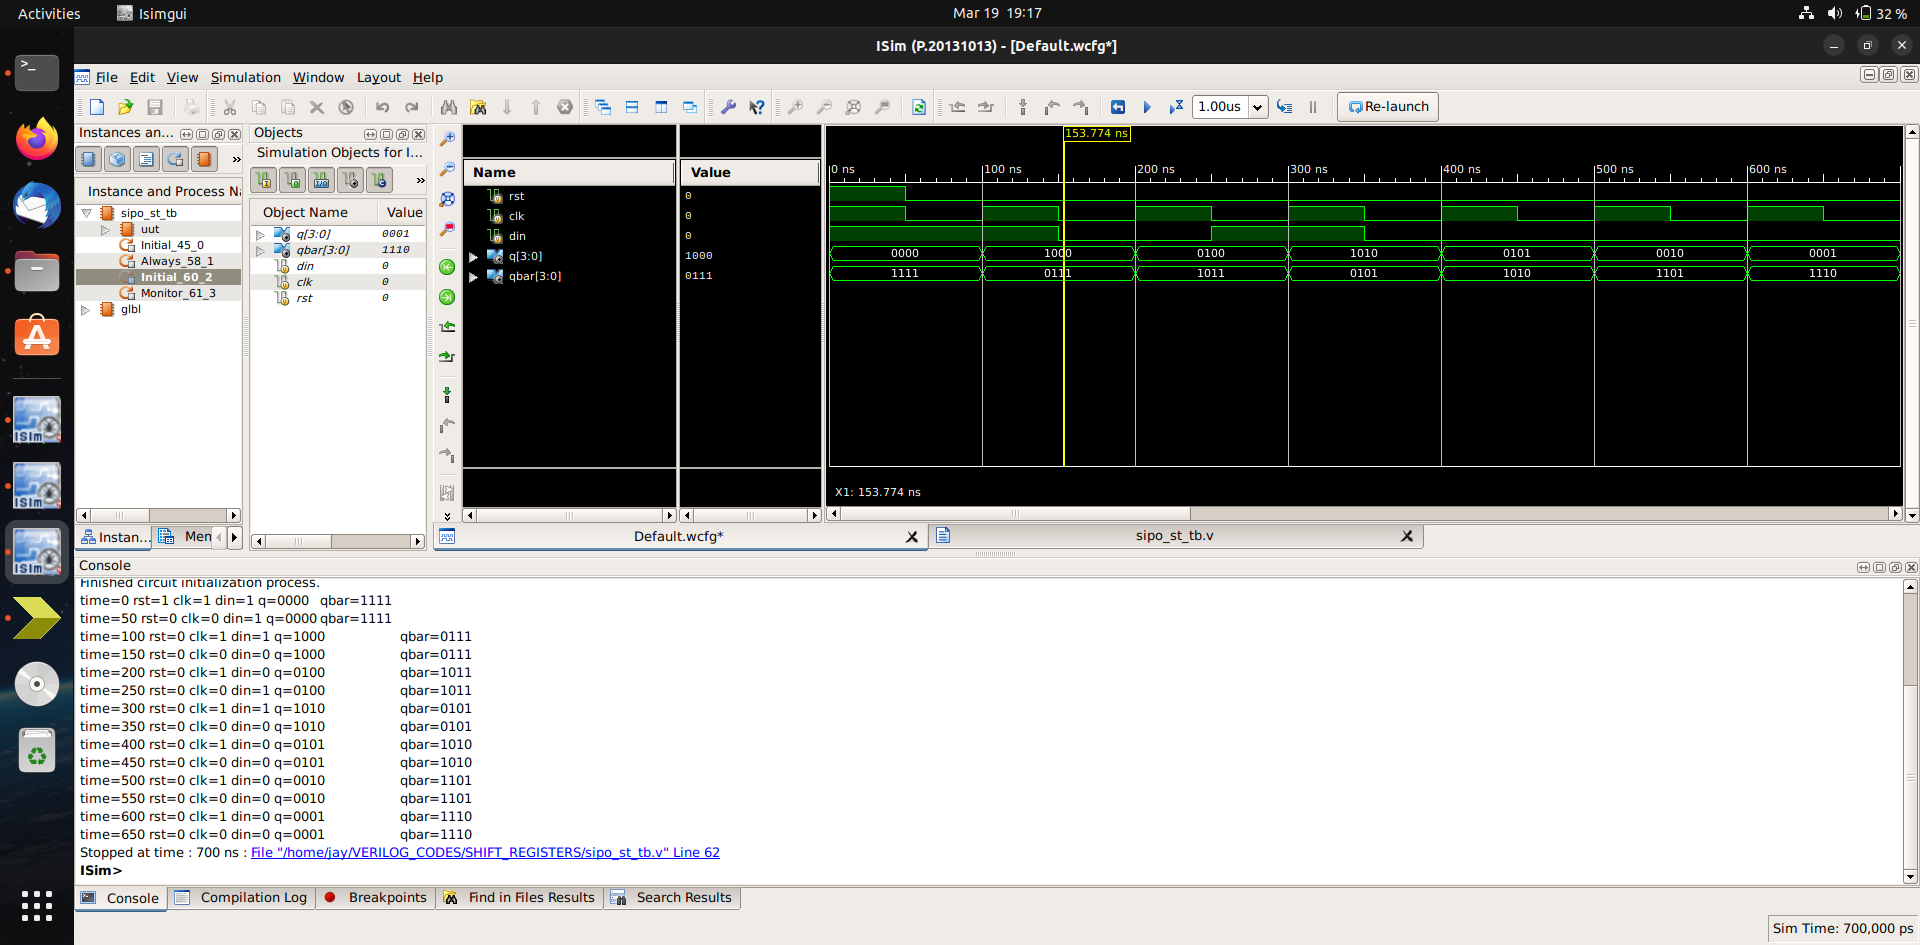 Activities
Isimgui
Mar 19 19:17
32 %
ISim (P.20131013) - [Default.wcfg*]
File Edit View Simulation Window Layout Help
1.00us
Re-launch
Instances an...
Instance and Process Na
sipo_st_tb
uut
Initial_45_0
Always_58_1
Initial_60_2
Monitor_61_3
glbl
Instan...
Men
Objects
Simulation Objects for I...
Object Name Value
q[3:0] 0001
qbar[3:0] 1110
din 0
clk 0
rst 0
Name Value
rst 0
clk 0
din 0
q[3:0] 1000
qbar[3:0] 0111
153.774 ns
0 ns 100 ns 200 ns 300 ns 400 ns 500 ns 600 ns
0000 1000 0100 1010 0101 0010 0001
1111 0111 1011 0101 1010 1101 1110
X1: 153.774 ns
Default.wcfg*
sipo_st_tb.v
Console
Finished circuit initialization process.
time=0 rst=1 clk=1 din=1 q=0000 qbar=1111
time=50 rst=0 clk=0 din=1 q=0000 qbar=1111
time=100 rst=0 clk=1 din=1 q=1000 qbar=0111
time=150 rst=0 clk=0 din=0 q=1000 qbar=0111
time=200 rst=0 clk=1 din=0 q=0100 qbar=1011
time=250 rst=0 clk=0 din=1 q=0100 qbar=1011
time=300 rst=0 clk=1 din=1 q=1010 qbar=0101
time=350 rst=0 clk=0 din=0 q=1010 qbar=0101
time=400 rst=0 clk=1 din=0 q=0101 qbar=1010
time=450 rst=0 clk=0 din=0 q=0101 qbar=1010
time=500 rst=0 clk=1 din=0 q=0010 qbar=1101
time=550 rst=0 clk=0 din=0 q=0010 qbar=1101
time=600 rst=0 clk=1 din=0 q=0001 qbar=1110
time=650 rst=0 clk=0 din=0 q=0001 qbar=1110
Stopped at time : 700 ns : File "/home/jay/VERILOG_CODES/SHIFT_REGISTERS/sipo_st_tb.v" Line 62
ISim>
Console
Compilation Log
Breakpoints
Find in Files Results
Search Results
Sim Time: 700,000 ps
ISim
ISim
ISim